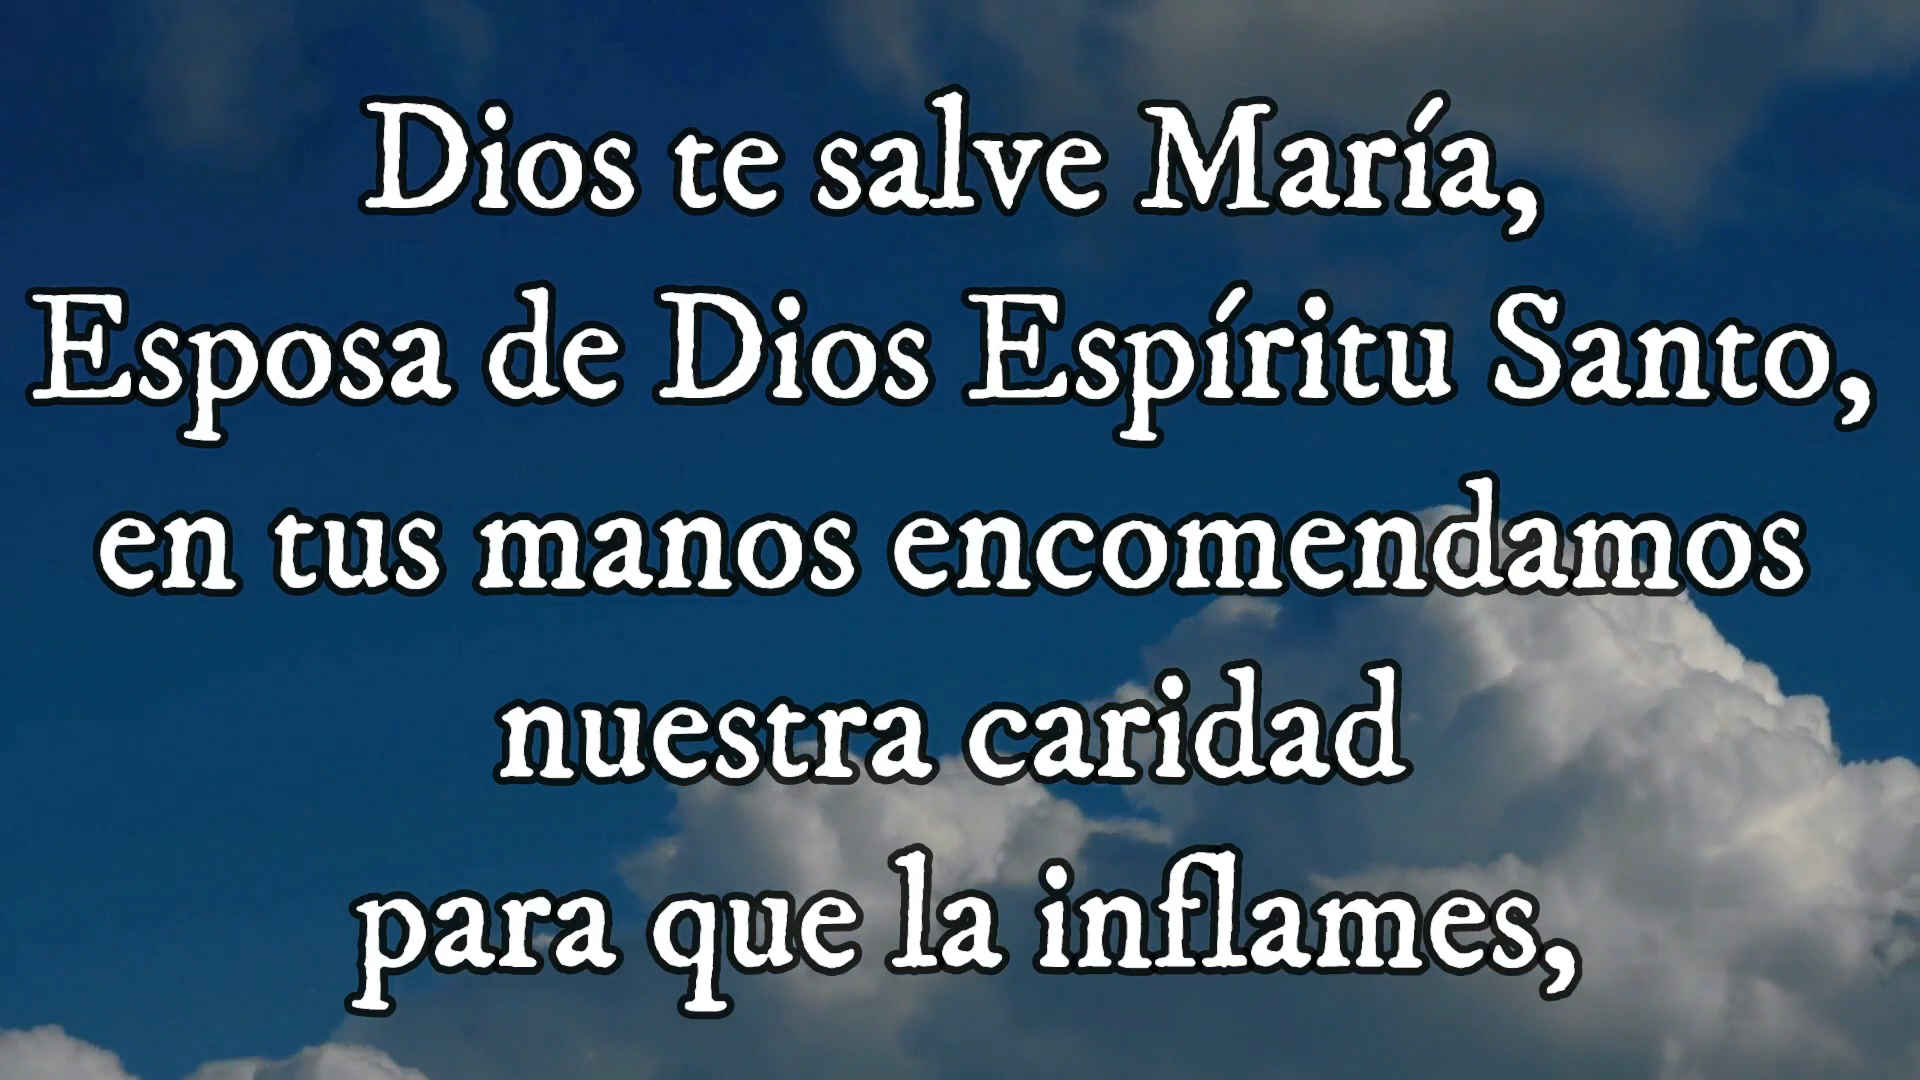 Dios te salve María,
Esposa de Dios Espíritu Santo,
en tus manos encomendamos
nuestra caridad
para que la inflames,